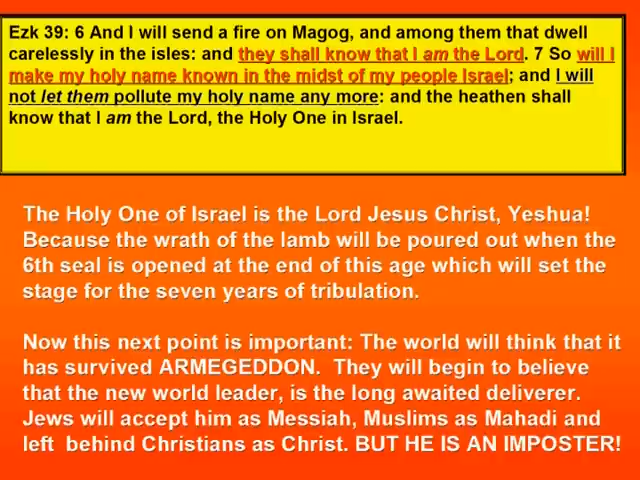 Ezk 39: 6 And I will send a fire on Magog, and among them that dwell
carelessly in the isles: and they shall know that I am the Lord. 7 So will I
make my holy name known in the midst of my people Israel; and I will
not let them pollute my holy name any more: and the heathen shall
know that I am the Lord, the Holy One in Israel.
The Holy One of Israel is the Lord Jesus Christ, Yeshua!
Because the wrath of the lamb will be poured out when the
6th seal is opened at the end of this age which will set the
stage for the seven years of tribulation.
Now this next point is important: The world will think that it
has survived ARMEGEDDON. They will begin to believe
that the new world leader, is the long awaited deliverer.
Jews will accept him as Messiah, Muslims as Mahadi and
left behind Christians as Christ. BUT HE IS AN IMPOSTER!